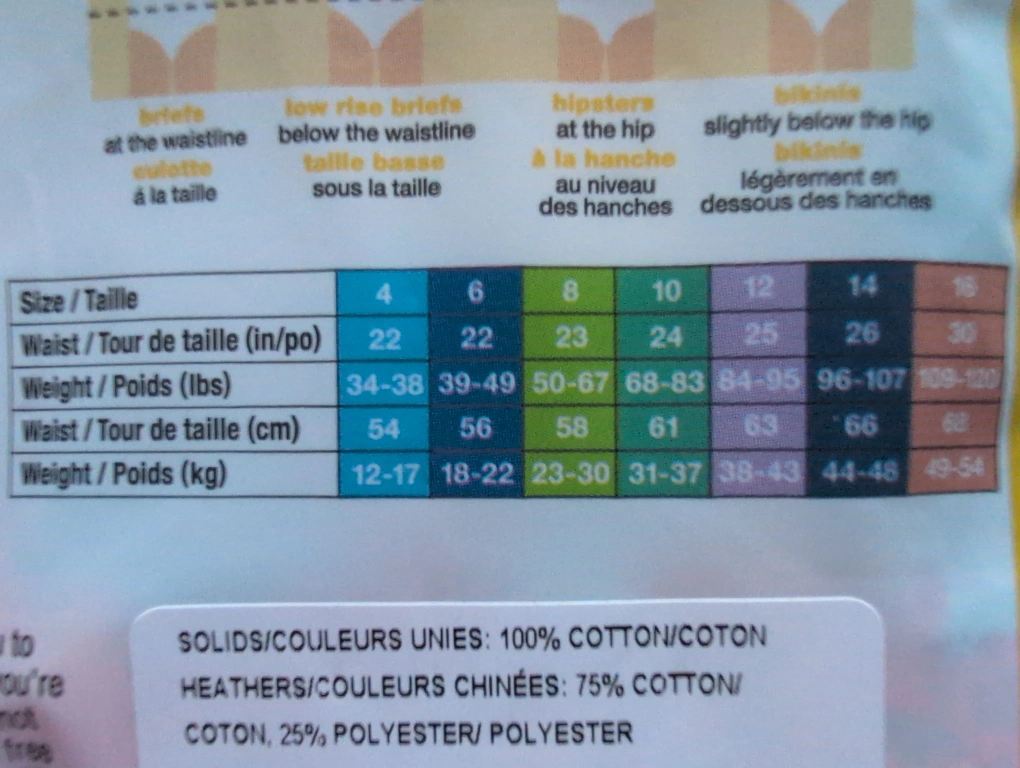 briefs low rise briefs hipsters bikinis
at the waistline below the waistline at the hip slightly below the hip
culotte taille basse à la hanche bikinis
á la taille sous la taille au niveau légèrement en
des hanches dessous des hanches
Size / Taille 4 6 8 10 12 14 16
Waist / Tour de taille (in/po) 22 22 23 24 25 26 30
Weight / Poids (lbs) 34-38 39-49 50-67 68-83 84-95 96-107 109-120
Waist / Tour de taille (cm) 54 56 58 61 63 66
Weight / Poids (kg) 12-17 18-22 23-30 31-37 38-43 44-48 49-54
to
you're
not
free
SOLIDS/COULEURS UNIES: 100% COTTON/COTON
HEATHERS/COULEURS CHINÉES: 75% COTTON/
COTON, 25% POLYESTER/ POLYESTER